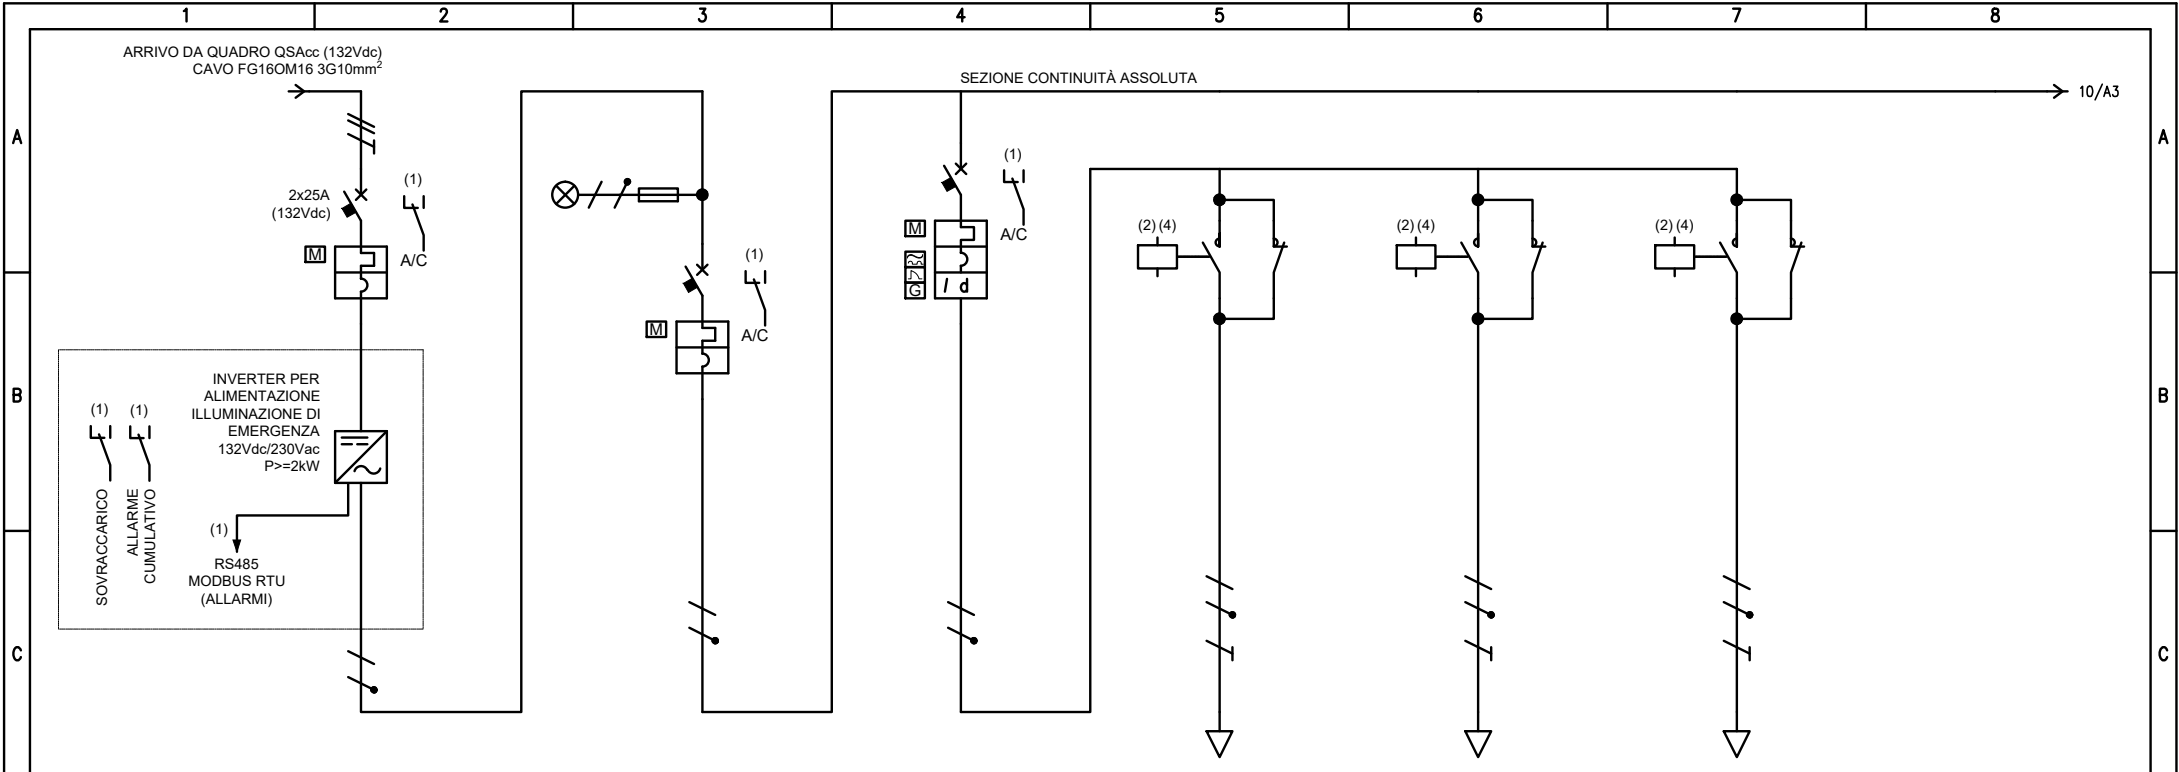 1 2 3 4 5 6 7 8
ARRIVO DA QUADRO QSAcc (132Vdc)
CAVO FG16OM16 3G10mm²
SEZIONE CONTINUITÀ ASSOLUTA
10/A3
A A
2x25A
(132Vdc)
(1)
A/C
M
(1)
A/C
M
(1)
A/C
M
G
I d
(2)(4)
(2)(4)
(2)(4)
B B
INVERTER PER
ALIMENTAZIONE
ILLUMINAZIONE DI
EMERGENZA
132Vdc/230Vac
P>=2kW
(1) (1)
SOVRACCARICO
ALLARME
CUMULATIVO
(1)
RS485
MODBUS RTU
(ALLARMI)
C C